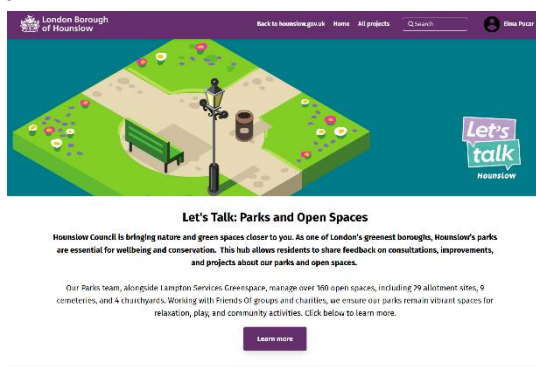 London Borough
of Hounslow
Back to hounslow.gov.uk Home All projects Search Elma Pucar
Let's
talk
Hounslow
Let's Talk: Parks and Open Spaces
Hounslow Council is bringing nature and green spaces closer to you. As one of London's greenest boroughs, Hounslow's parks
are essential for wellbeing and conservation. This hub allows residents to share feedback on consultations, improvements,
and projects about our parks and open spaces.
Our Parks team, alongside Lampton Services Greenspace, manage over 160 open spaces, including 29 allotment sites, 9
cemeteries, and 4 churchyards. Working with Friends Of groups and charities, we ensure our parks remain vibrant spaces for
relaxation, play, and community activities. Click below to learn more.
Learn more